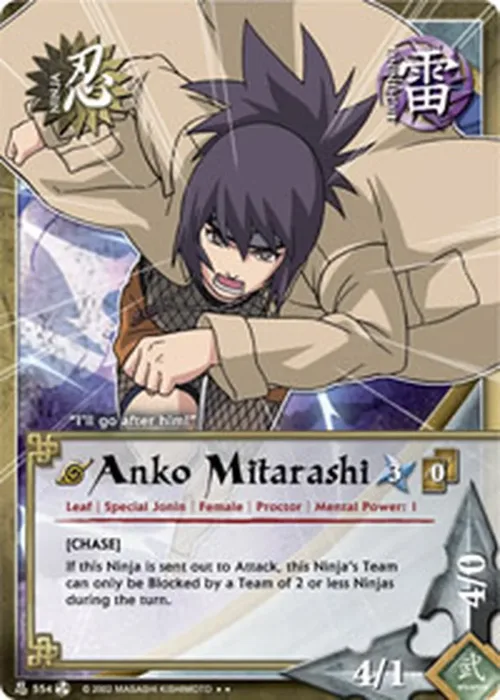 忍
NINJA
雷
"I'll go after him!"
Anko Mitarashi 3 0
Leaf | Special Jonin | Female | Proctor | Mental Power: 1
[CHASE]
If this Ninja is sent out to Attack, this Ninja's Team
can only be Blocked by a Team of 2 or less Ninjas
during the turn.
4/0
4/1
武
554 © 2002 MASASHI KISHIMOTO ★★